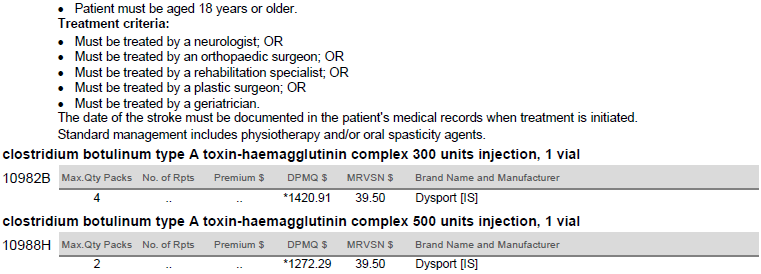 • Patient must be aged 18 years or older.
Treatment criteria:
• Must be treated by a neurologist; OR
• Must be treated by an orthopaedic surgeon; OR
• Must be treated by a rehabilitation specialist; OR
• Must be treated by a plastic surgeon; OR
• Must be treated by a geriatrician.
The date of the stroke must be documented in the patient's medical records when treatment is initiated.
Standard management includes physiotherapy and/or oral spasticity agents.
clostridium botulinum type A toxin-haemagglutinin complex 300 units injection, 1 vial
10982B Max.Qty Packs No. of Rpts Premium $ DPMQ $ MRVSN $ Brand Name and Manufacturer
4 .. .. *1420.91 39.50 Dysport [IS]
clostridium botulinum type A toxin-haemagglutinin complex 500 units injection, 1 vial
10988H Max.Qty Packs No. of Rpts Premium $ DPMQ $ MRVSN $ Brand Name and Manufacturer
2 .. .. *1272.29 39.50 Dysport [IS]